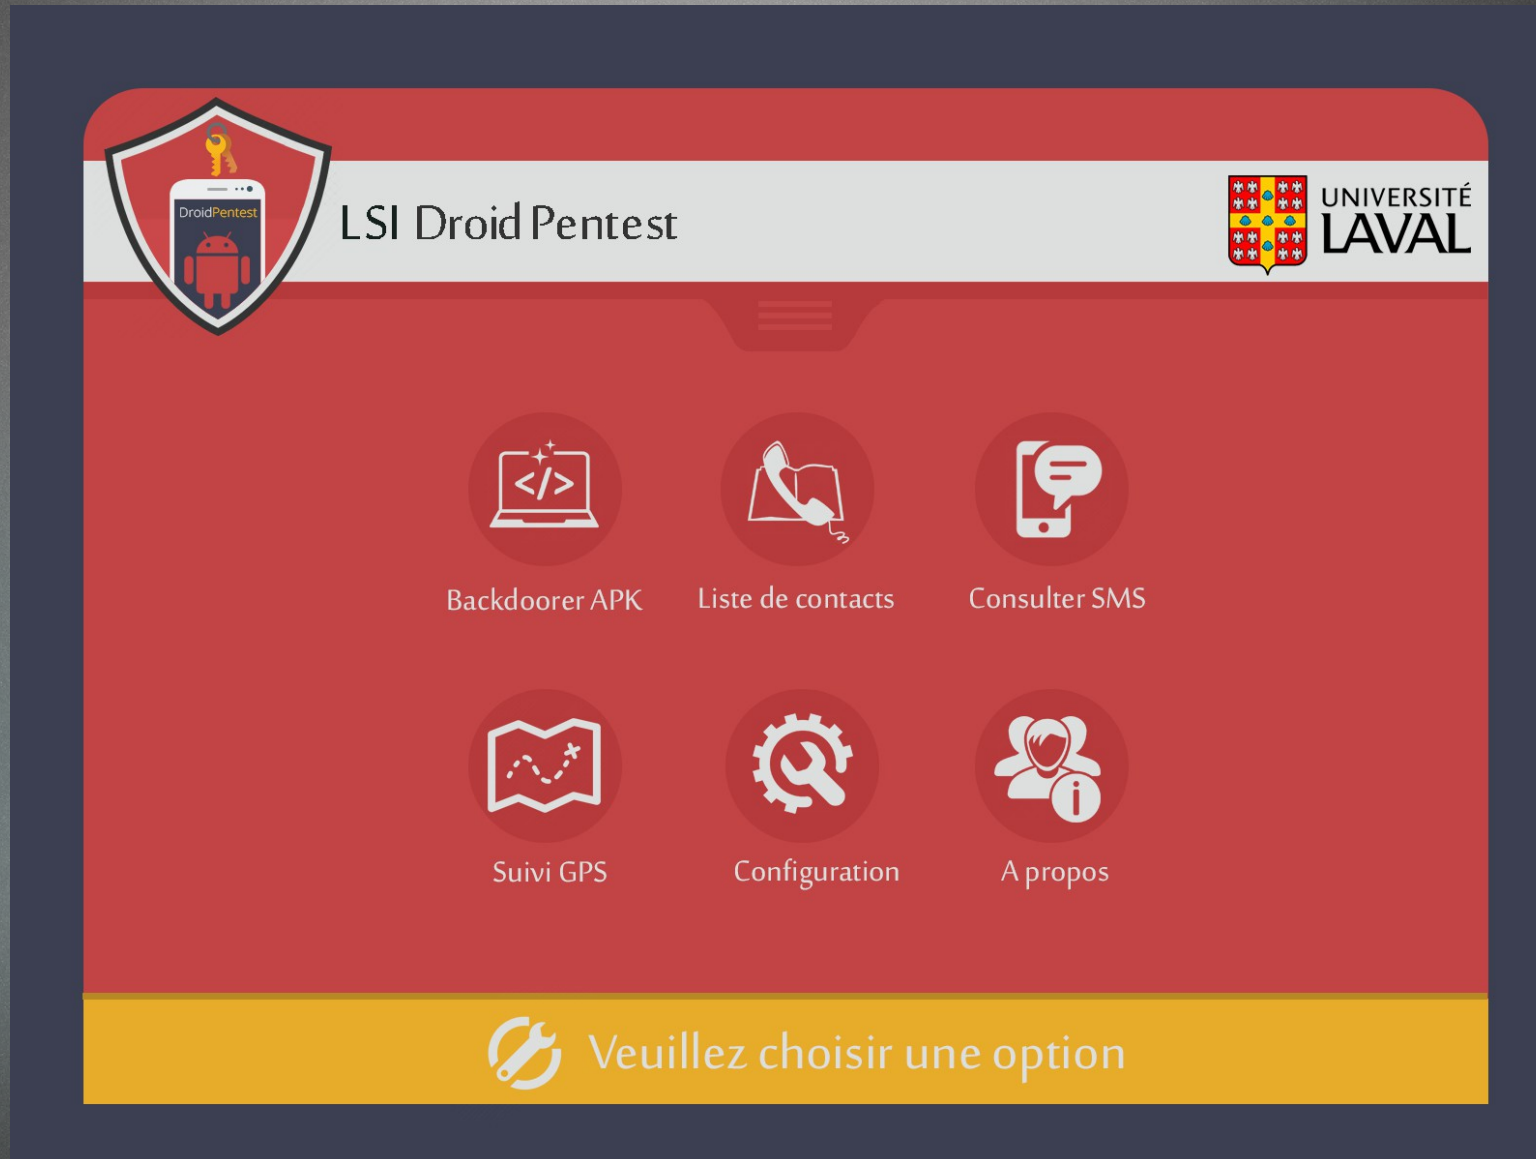 DroidPentest
LSI Droid Pentest
UNIVERSITÉ
LAVAL
Backdoorer APK
Liste de contacts
Consulter SMS
Suivi GPS
Configuration
A propos
Veuillez choisir une option